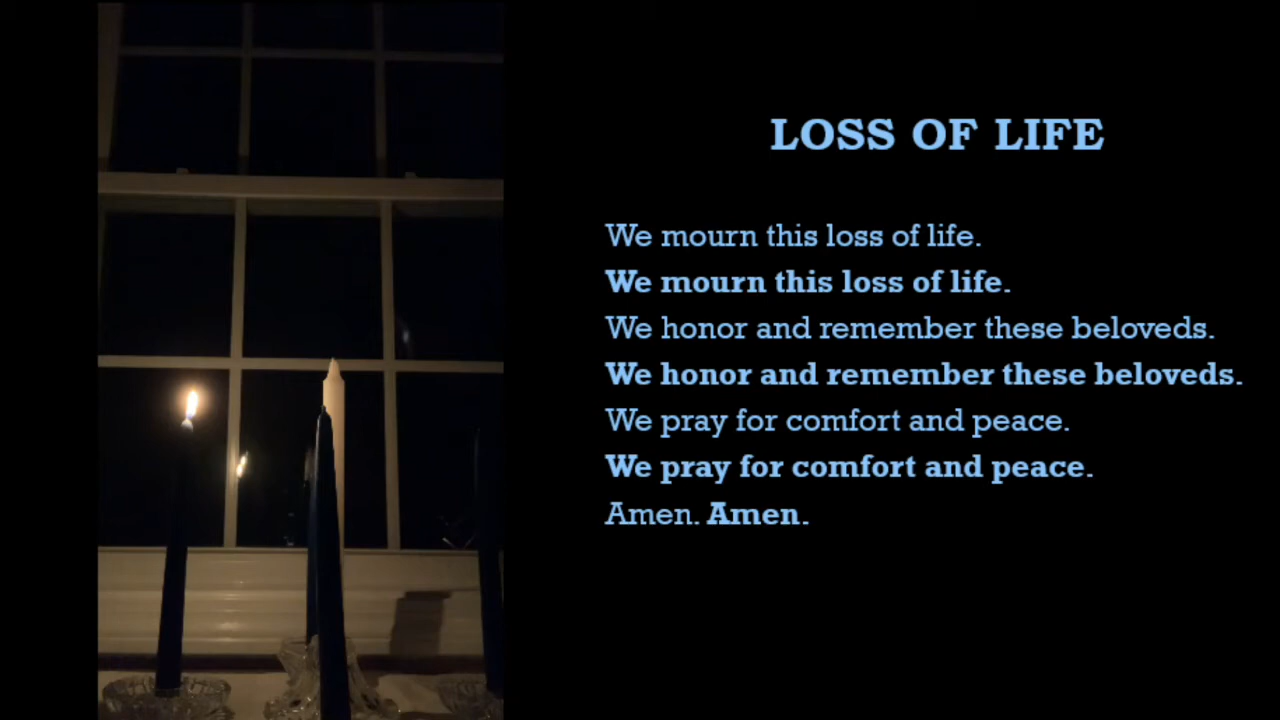 LOSS OF LIFE
We mourn this loss of life.
We mourn this loss of life.
We honor and remember these beloveds.
We honor and remember these beloveds.
We pray for comfort and peace.
We pray for comfort and peace.
Amen. Amen.